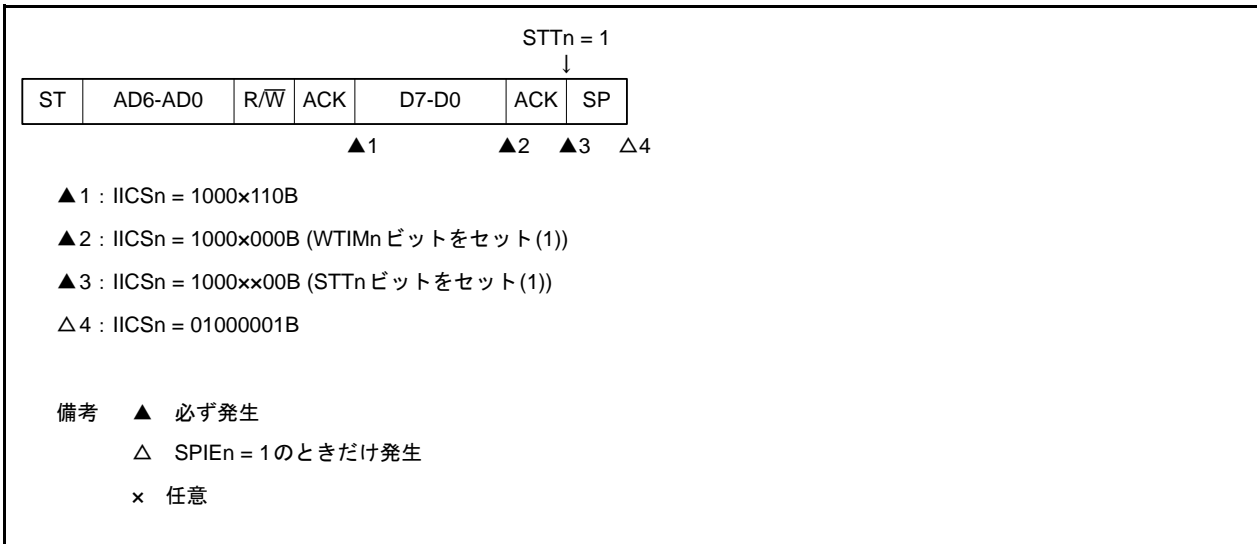 STTn = 1
↓
ST AD6-AD0 R/W̅ ACK D7-D0 ACK SP
▲1 ▲2 ▲3 △4
▲1：IICSn = 1000×110B
▲2：IICSn = 1000×000B (WTIMnビットをセット(1))
▲3：IICSn = 1000××00B (STTnビットをセット(1))
△4：IICSn = 01000001B
備考 ▲ 必ず発生
△ SPIEn = 1のときだけ発生
× 任意